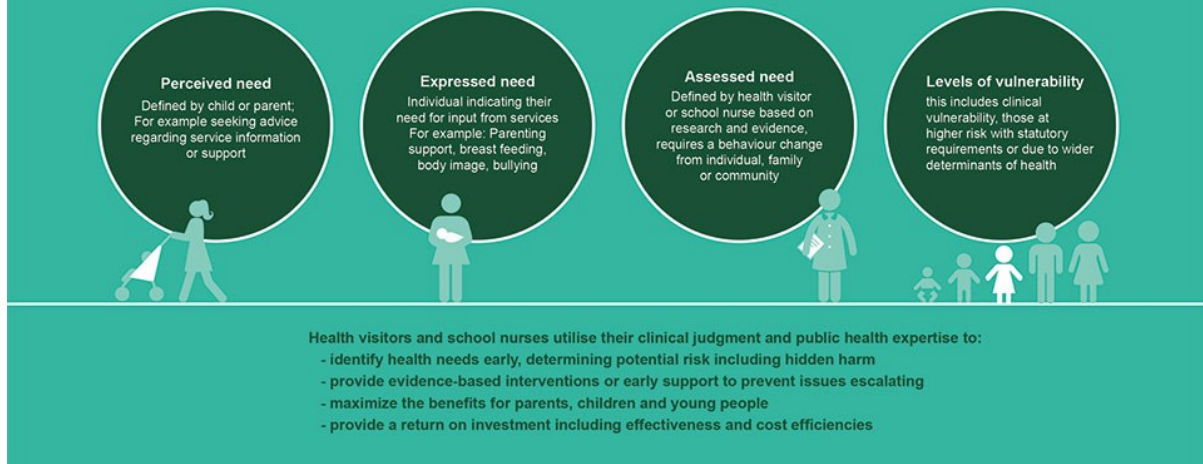 Perceived need
Defined by child or parent;
For example seeking advice
regarding service information
or support
Expressed need
Individual indicating their
need for input from services
For example: Parenting
support, breast feeding,
body image, bullying
Assessed need
Defined by health visitor
or school nurse based on
research and evidence,
requires a behaviour change
from individual, family
or community
Levels of vulnerability
this includes clinical
vulnerability, those at
higher risk with statutory
requirements or due to wider
determinants of health
Health visitors and school nurses utilise their clinical judgment and public health expertise to:
- identify health needs early, determining potential risk including hidden harm
- provide evidence-based interventions or early support to prevent issues escalating
- maximize the benefits for parents, children and young people
- provide a return on investment including effectiveness and cost efficiencies